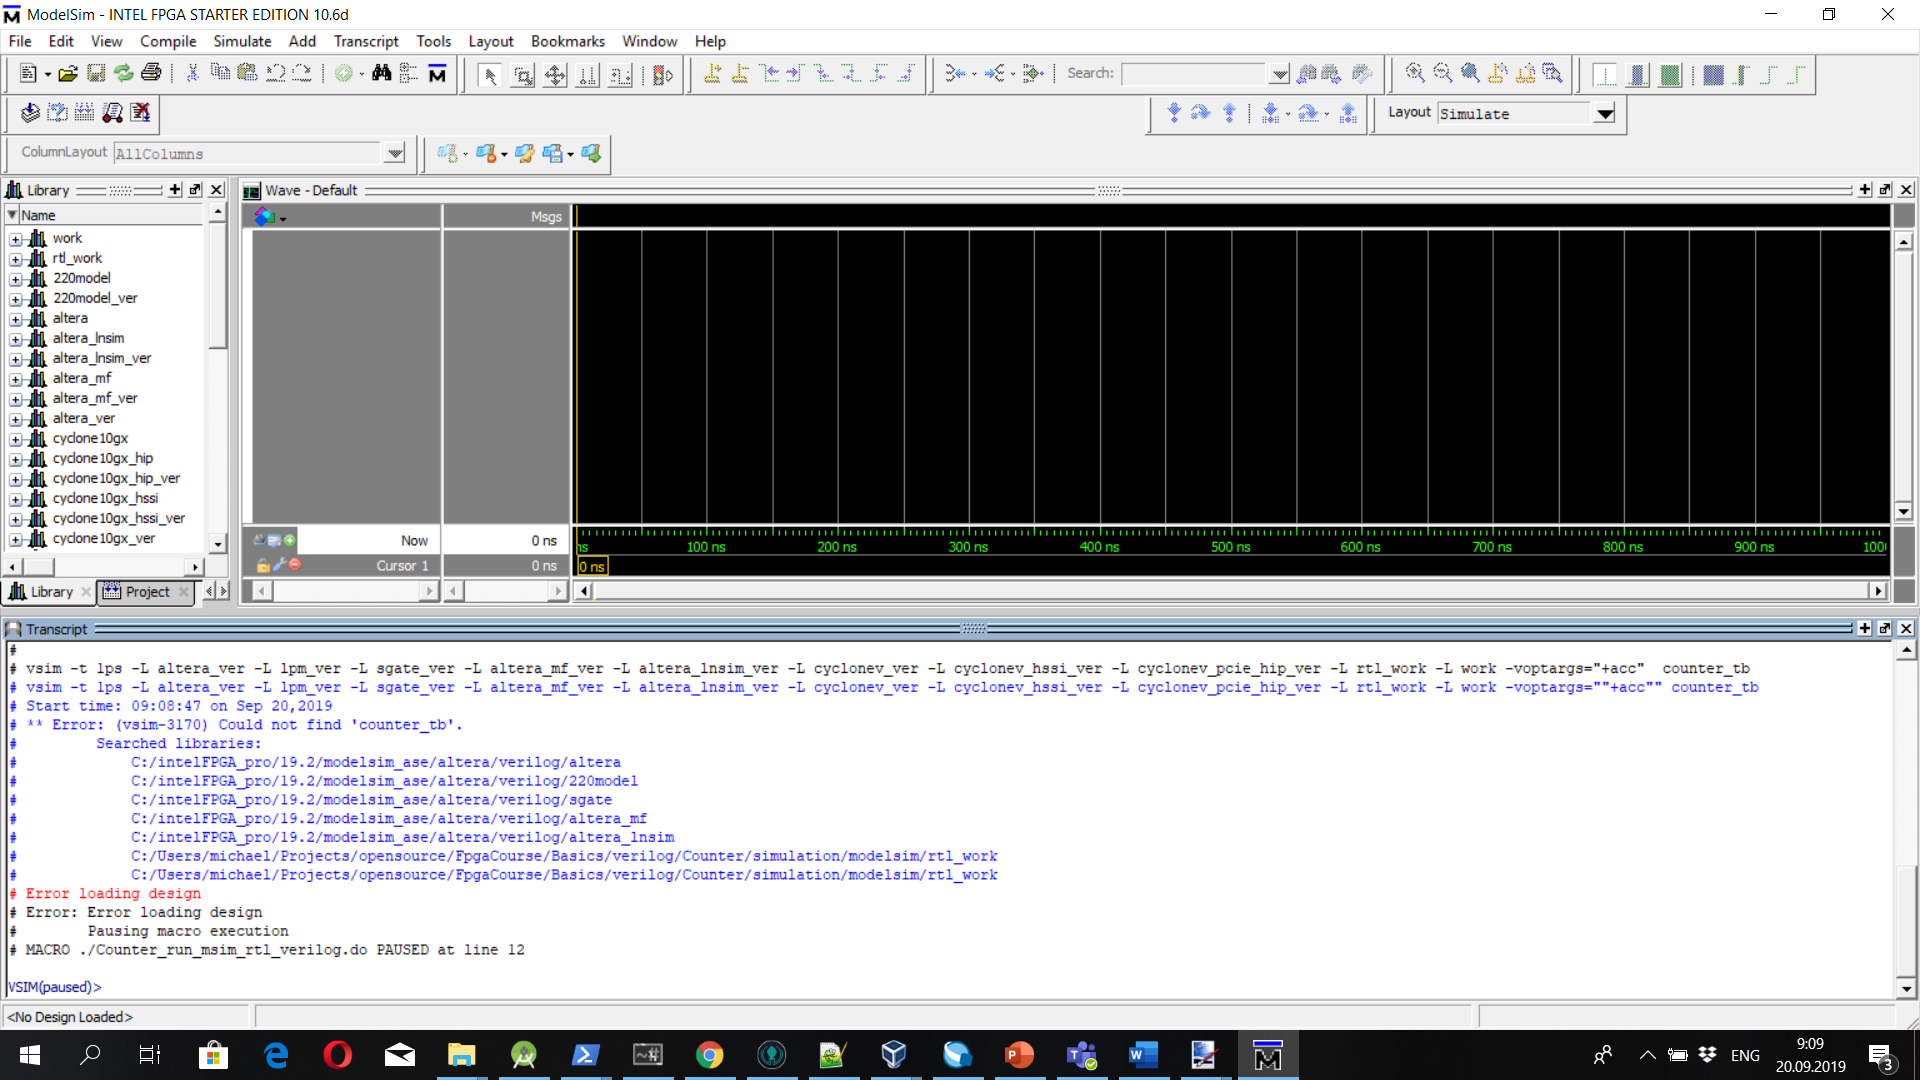 ModelSim - INTEL FPGA STARTER EDITION 10.6d
File Edit View Compile Simulate Add Transcript Tools Layout Bookmarks Window Help
Search:
Layout Simulate
ColumnLayout AllColumns
Library
Name
work
rtl_work
220model
220model_ver
altera
altera_lnsim
altera_lnsim_ver
altera_mf
altera_mf_ver
altera_ver
cyclone10gx
cyclone10gx_hip
cyclone10gx_hip_ver
cyclone10gx_hssi
cyclone10gx_hssi_ver
cyclone10gx_ver
Library Project
Wave - Default
Msgs
Now 0 ns
Cursor 1 0 ns
ns 100 ns 200 ns 300 ns 400 ns 500 ns 600 ns 700 ns 800 ns 900 ns 1000
0 ns
Transcript
#
# vsim -t 1ps -L altera_ver -L lpm_ver -L sgate_ver -L altera_mf_ver -L altera_lnsim_ver -L cyclonev_ver -L cyclonev_hssi_ver -L cyclonev_pcie_hip_ver -L rtl_work -L work -voptargs="+acc"  counter_tb
# vsim -t 1ps -L altera_ver -L lpm_ver -L sgate_ver -L altera_mf_ver -L altera_lnsim_ver -L cyclonev_ver -L cyclonev_hssi_ver -L cyclonev_pcie_hip_ver -L rtl_work -L work -voptargs=""+acc"" counter_tb
# Start time: 09:08:47 on Sep 20,2019
# ** Error: (vsim-3170) Could not find 'counter_tb'.
#         Searched libraries:
#             C:/intelFPGA_pro/19.2/modelsim_ase/altera/verilog/altera
#             C:/intelFPGA_pro/19.2/modelsim_ase/altera/verilog/220model
#             C:/intelFPGA_pro/19.2/modelsim_ase/altera/verilog/sgate
#             C:/intelFPGA_pro/19.2/modelsim_ase/altera/verilog/altera_mf
#             C:/intelFPGA_pro/19.2/modelsim_ase/altera/verilog/altera_lnsim
#             C:/Users/michael/Projects/opensource/FpgaCourse/Basics/verilog/Counter/simulation/modelsim/rtl_work
#             C:/Users/michael/Projects/opensource/FpgaCourse/Basics/verilog/Counter/simulation/modelsim/rtl_work
# Error loading design
# Error: Error loading design
#        Pausing macro execution
# MACRO ./Counter_run_msim_rtl_verilog.do PAUSED at line 12
VSIM(paused)>
<No Design Loaded>
ENG
9:09
20.09.2019
3